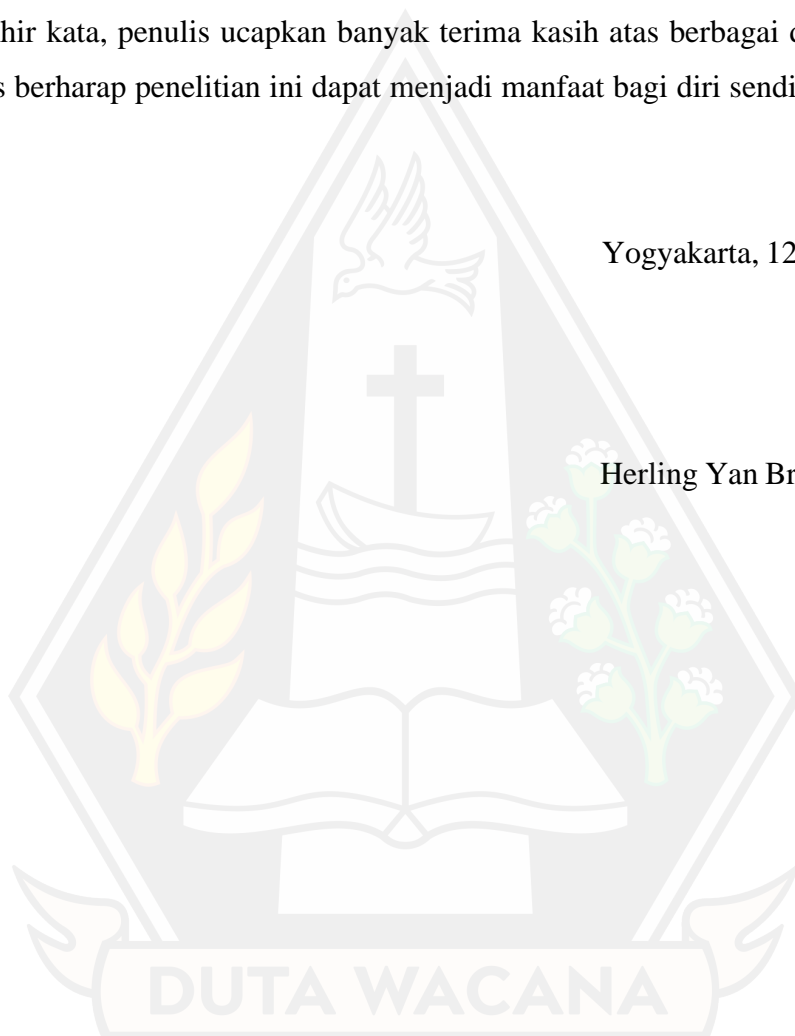 hir kata, penulis ucapkan banyak terima kasih atas berbagai
s berharap penelitian ini dapat menjadi manfaat bagi diri sendi
Yogyakarta, 12
Herling Yan Br
DUTA WACANA